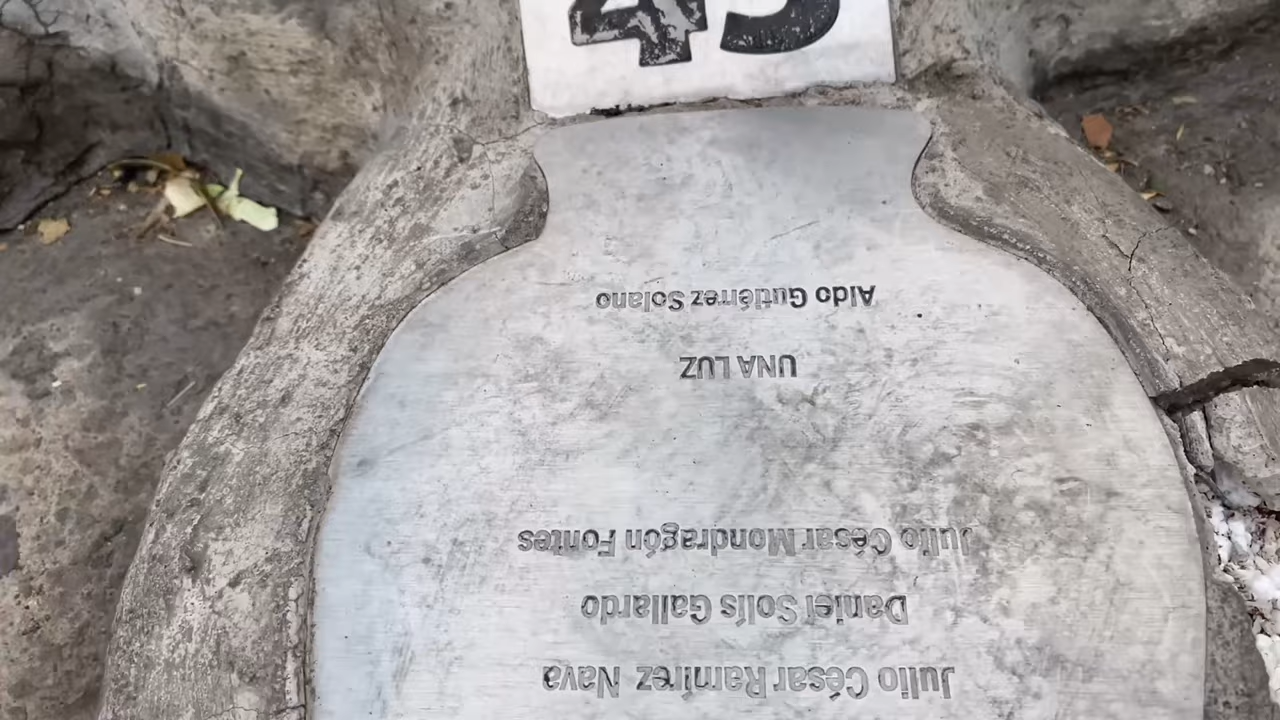 Julio César Ramírez Nava
Daniel Solís Gallardo
Julio César Mondragón Fontes
UNA LUZ
Aldo Gutiérrez Solano